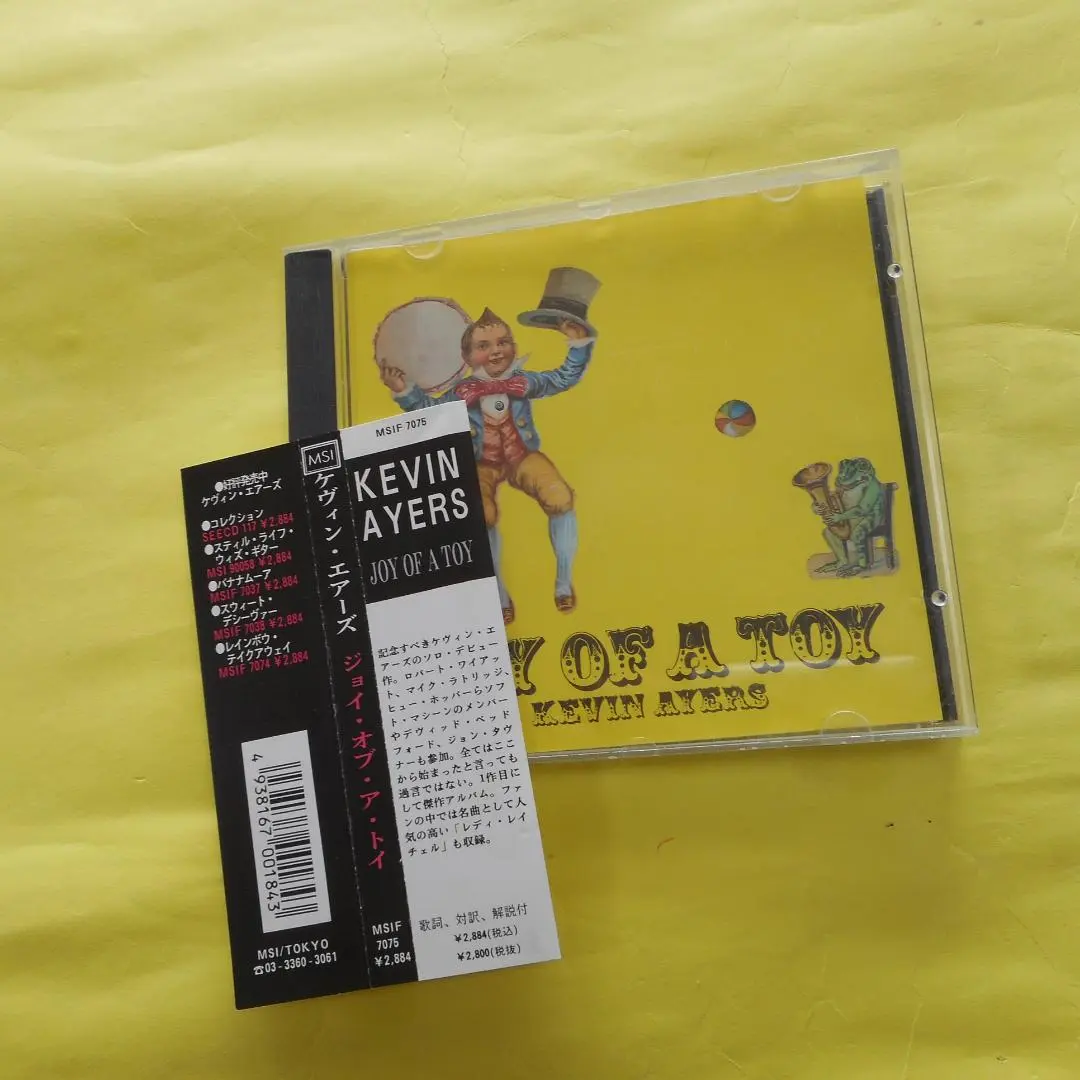 ●好評発売中
ケヴィン・エアーズ
●コレクション
SEECD 117 ¥2,884
●スティル・ライフ・
ウィズ・ギター
MSI 90058 ¥2,884
●バナナムーア
MSIF 7037 ¥2,884
●スウィート・
デシーヴァー
MSIF 7038 ¥2,884
●レインボウ・
テイクアウェイ
MSIF 7074 ¥2,884
4 938167 001843
MSI/TOKYO
☎03-3360-3061
MSI
ケヴィン・エアーズ ジョイ・オブ・ア・トイ
MSIF
7075
¥2,884
MSIF 7075
KEVIN
AYERS
JOY OF A TOY
記念すべきケヴィン・エ
アーズのソロ・デビュー
作。ロバート・ワイアッ
ト、マイク・ラトリッジ、
ヒュー・ホッパーらソフ
ト・マシーンのメンバー
やデヴィッド・ベッド
フォード、ジョン・タヴ
ナーも参加。全てはここ
から始まったと言っても
過言ではない。1作目に
して傑作アルバム。ファ
ンの中では名曲として人
気の高い「レディ・レイ
チェル」も収録。
歌詞、対訳、解説付
¥2,884(税込)
¥2,800(税抜)
Y OF A TOY
KEVIN AYERS